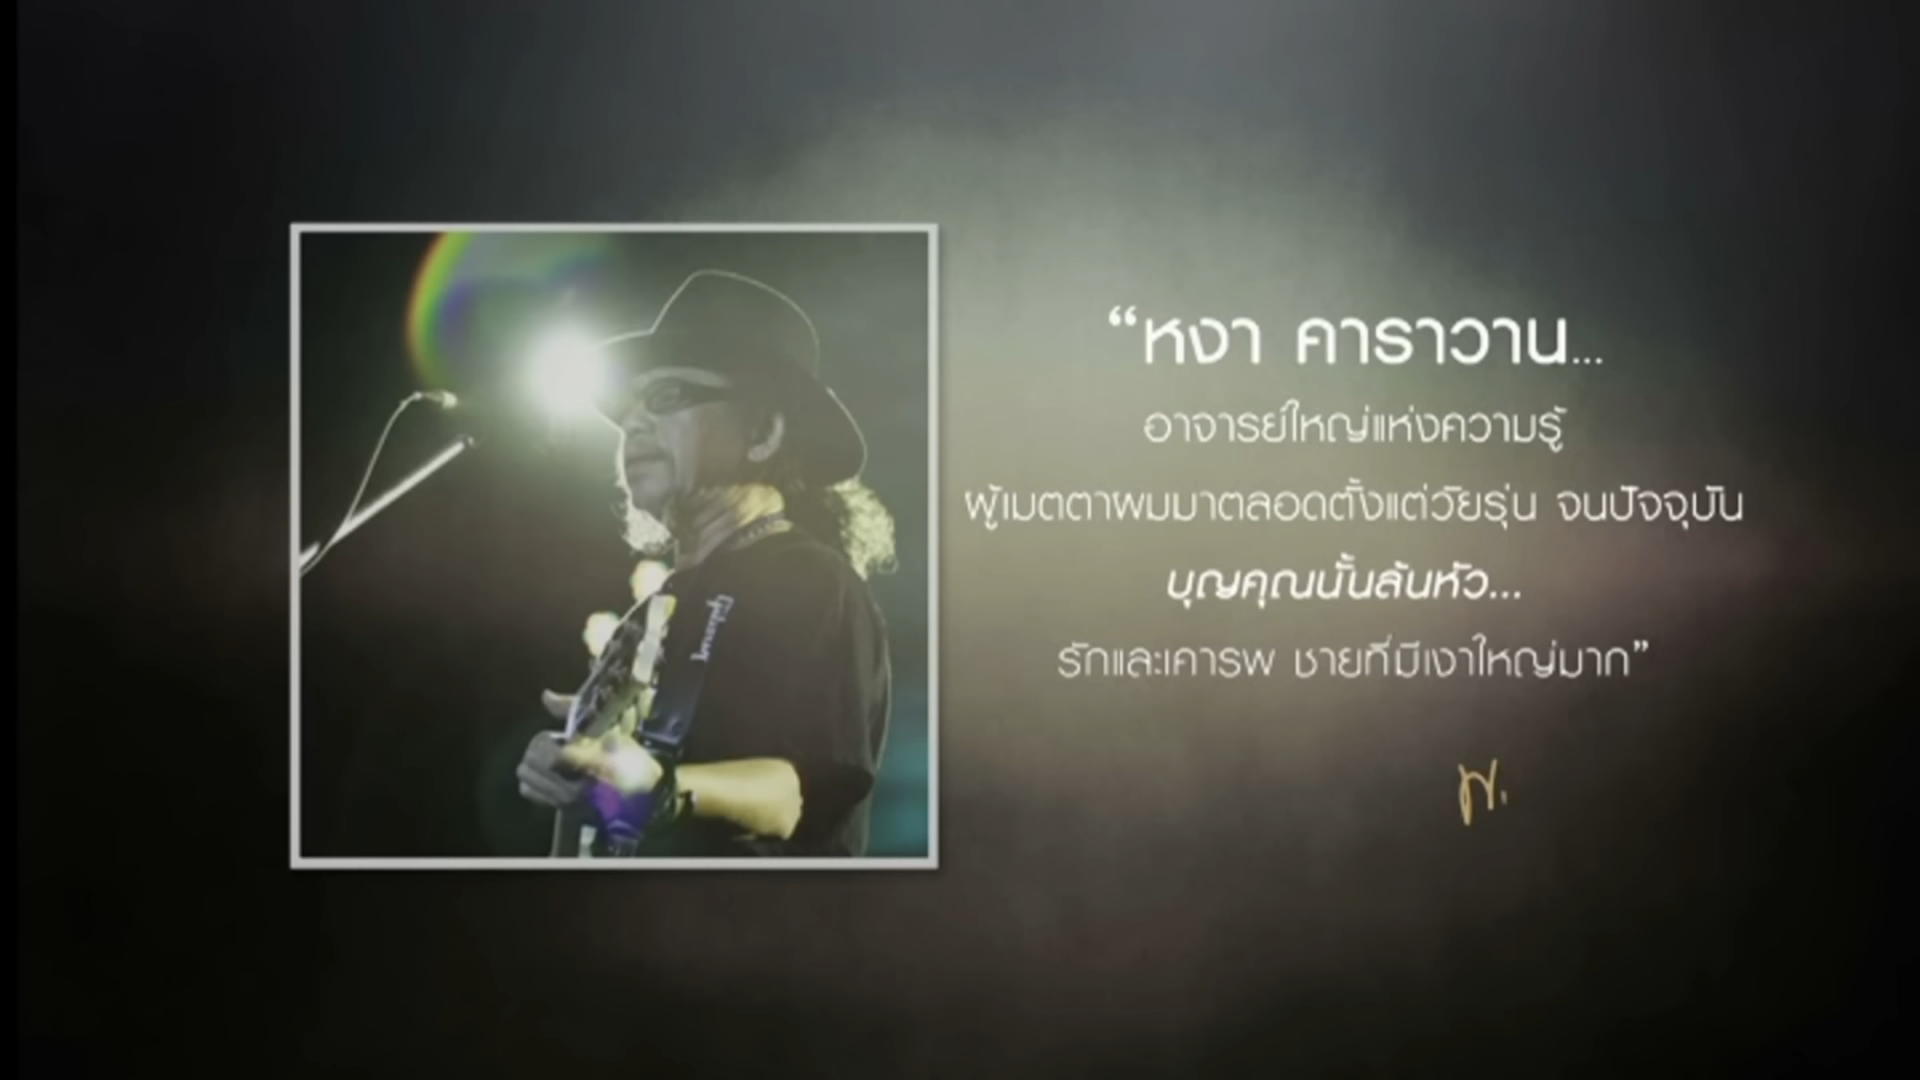 “หงา คาราวาน...
อาจารย์ใหญ่แห่งความรู้
ผู้เมตตาผมมาตลอดตั้งแต่วัยรุ่น จนปัจจุบัน
บุญคุณนั้นล้นหัว...
รักและเคารพ ชายที่มีเงาใหญ่มาก”